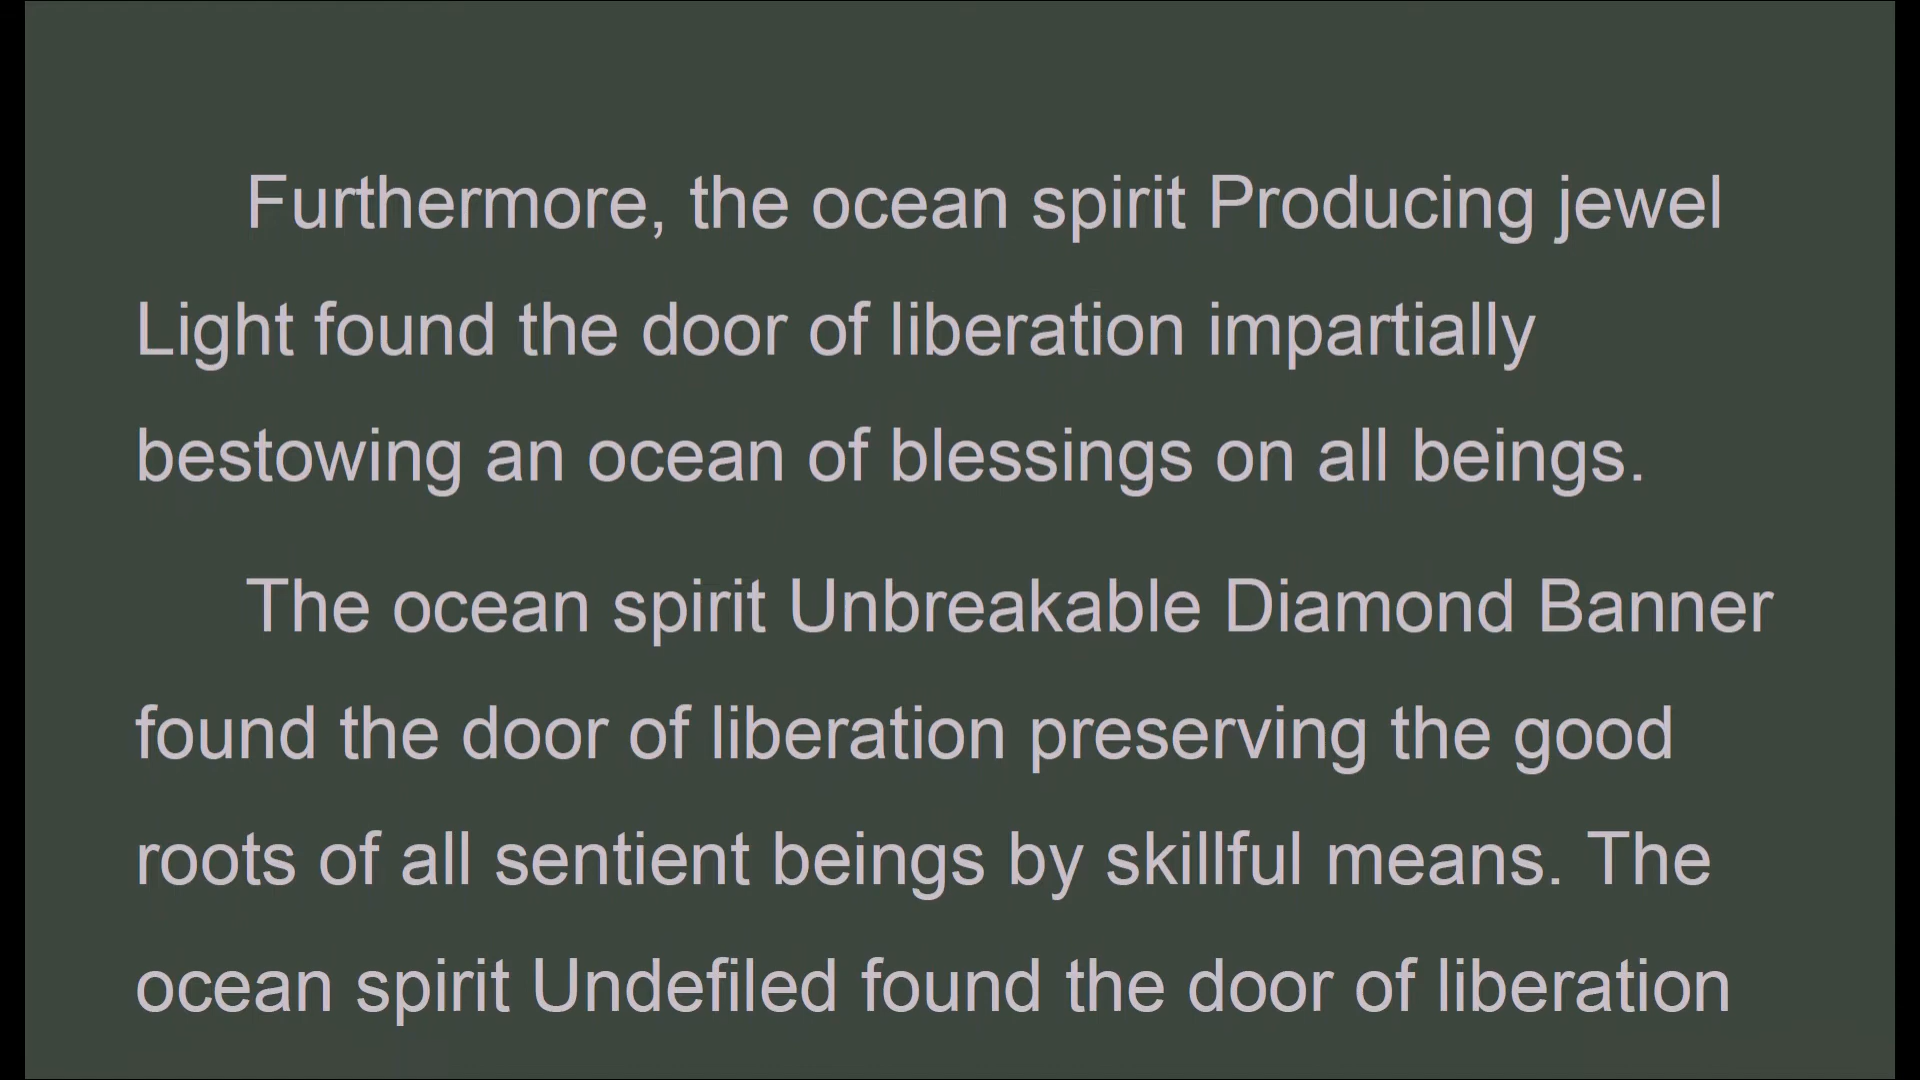 Furthermore, the ocean spirit Producing jewel
Light found the door of liberation impartially
bestowing an ocean of blessings on all beings.
The ocean spirit Unbreakable Diamond Banner
found the door of liberation preserving the good
roots of all sentient beings by skillful means. The
ocean spirit Undefiled found the door of liberation